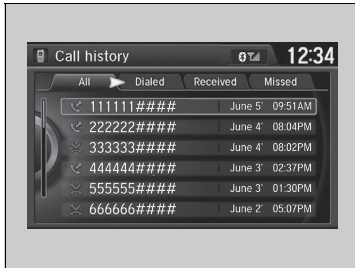 Call history 12:34
All Dialed Received Missed
111111#### June 5' 09:51AM
222222#### June 4' 08:04PM
333333#### June 4' 08:02PM
444444#### June 3' 02:37PM
555555#### June 3' 01:30PM
666666#### June 2' 05:07PM